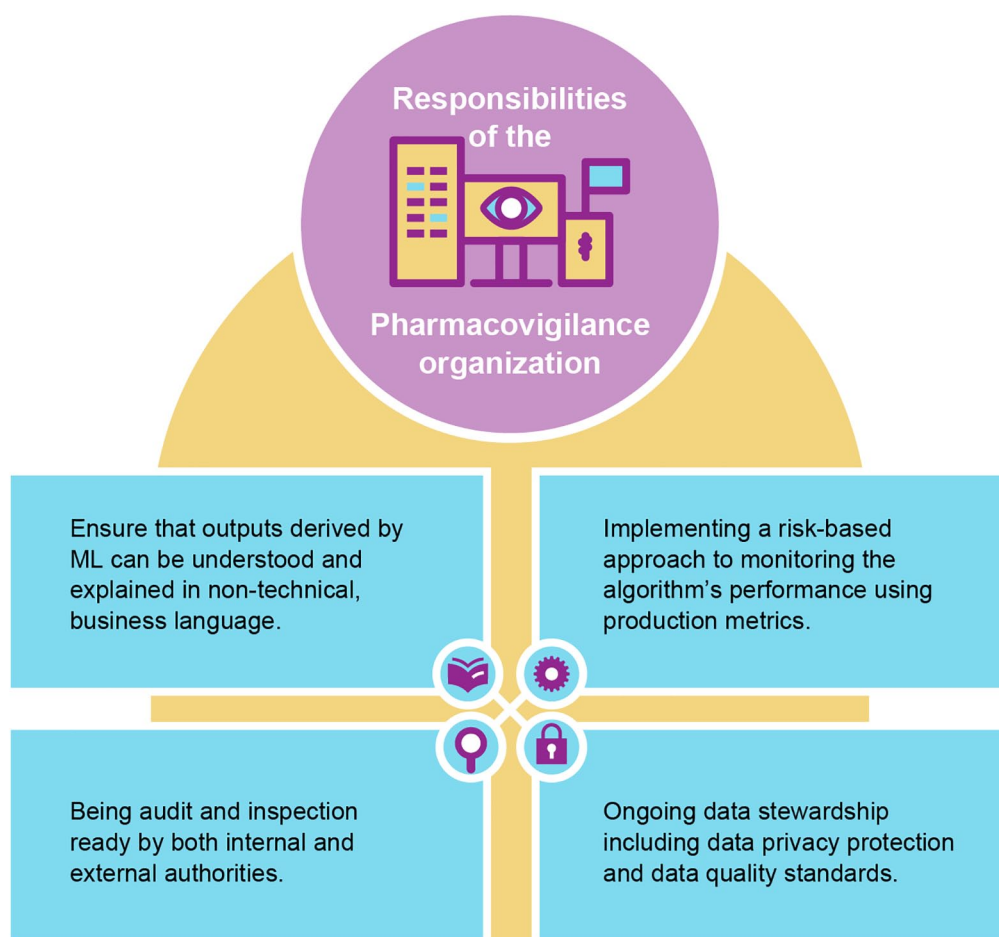 Responsibilities
of the
Pharmacovigilance
organization
Ensure that outputs derived by
ML can be understood and
explained in non-technical,
business language.
Implementing a risk-based
approach to monitoring the
algorithm’s performance using
production metrics.
Being audit and inspection
ready by both internal and
external authorities.
Ongoing data stewardship
including data privacy protection
and data quality standards.